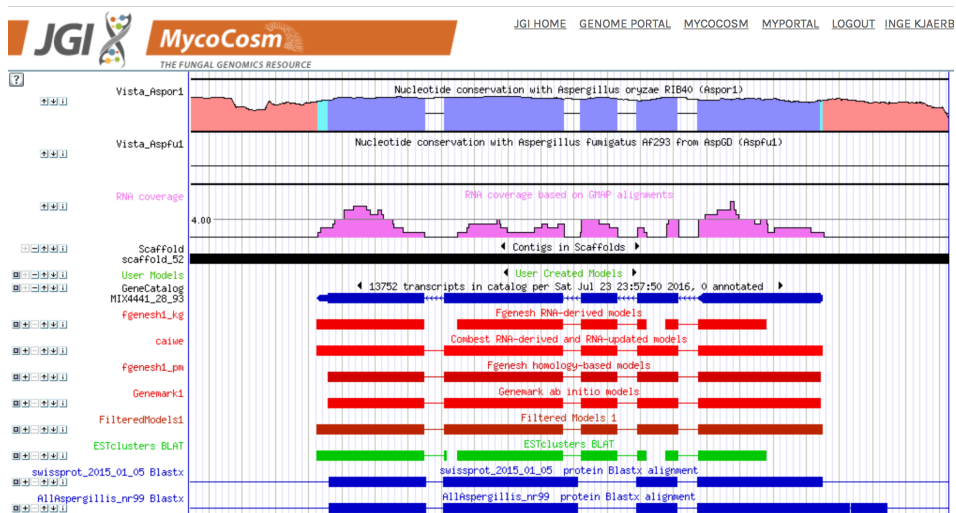 JGI HOME GENOME PORTAL MYCOCOSM MYPORTAL LOGOUT INGE KJAERB
JGI MycoCosm
THE FUNGAL GENOMICS RESOURCE
?
Vista_Aspor1 Nucleotide conservation with Aspergillus oryzae RIB40 (Aspor1)
Vista_Aspfu1 Nucleotide conservation with Aspergillus fumigatus Af293 from AspGD (Aspfu1)
RNA coverage RNA coverage based on GMAP alignments
4.00
Scaffold Contigs in Scaffolds
scaffold_52
User Models User Created Models
GeneCatalog 13752 transcripts in catalog per Sat Jul 23 23:57:50 2016, 0 annotated
MIX4441_28_93
fgenesh1_kg Fgenesh RNA-derived models
caiwe Combest RNA-derived and RNA-updated models
fgenesh1_pm Fgenesh homology-based models
Genemark1 Genemark ab initio models
FilteredModels1 Filtered Models 1
ESTclusters BLAT ESTclusters BLAT
swissprot_2015_01_05 Blastx swissprot_2015_01_05 protein Blastx alignment
AllAspergillis_nr99 Blastx AllAspergillis_nr99 protein Blastx alignment